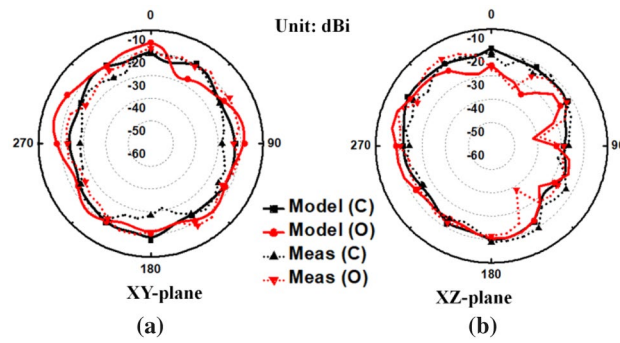 0
Unit: dBi
0
-10
-20
-30
-40
-50
-60
270
90
180
XY-plane
(a)
-10
-20
-30
-40
-50
-60
270
90
180
XZ-plane
(b)
Model (C)
Model (O)
Meas (C)
Meas (O)